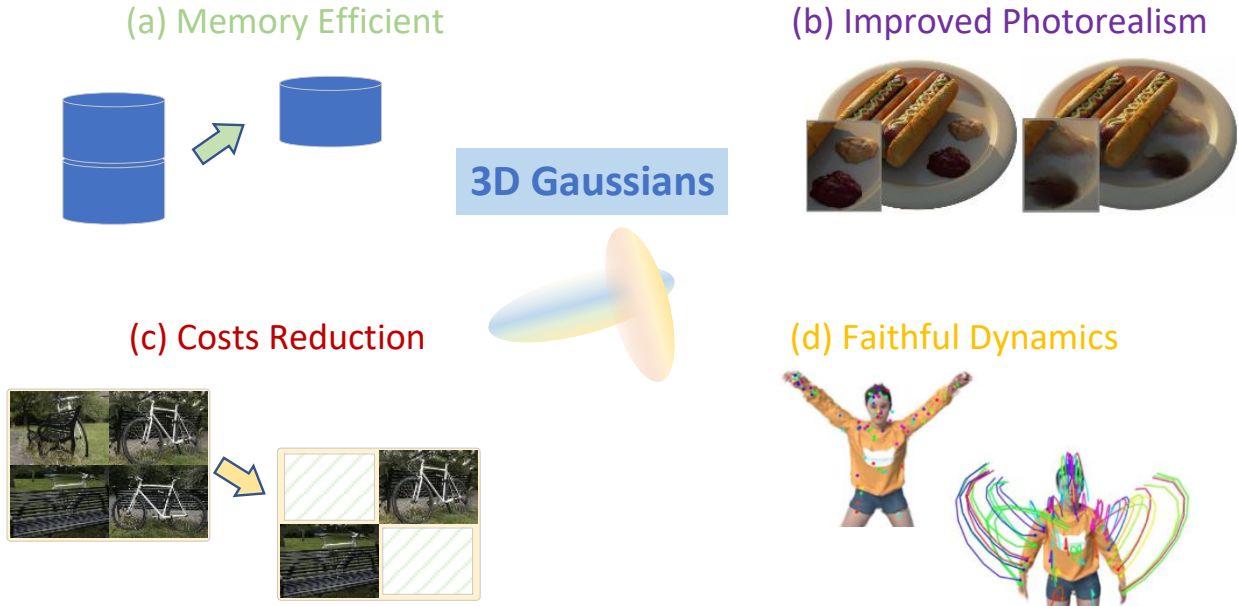 (a) Memory Efficient
(b) Improved Photorealism
3D Gaussians
(c) Costs Reduction
(d) Faithful Dynamics